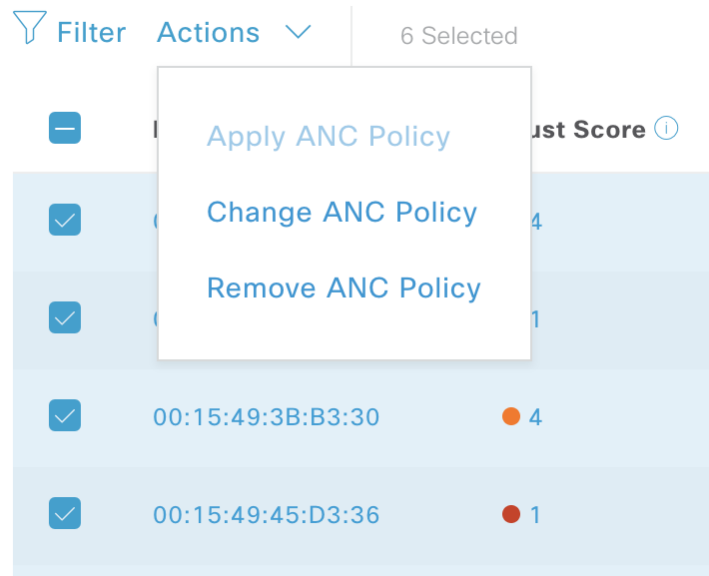 Filter Actions 6 Selected
Apply ANC Policy
ust Score
Change ANC Policy
4
Remove ANC Policy
1
00:15:49:3B:B3:30 4
00:15:49:45:D3:36 1